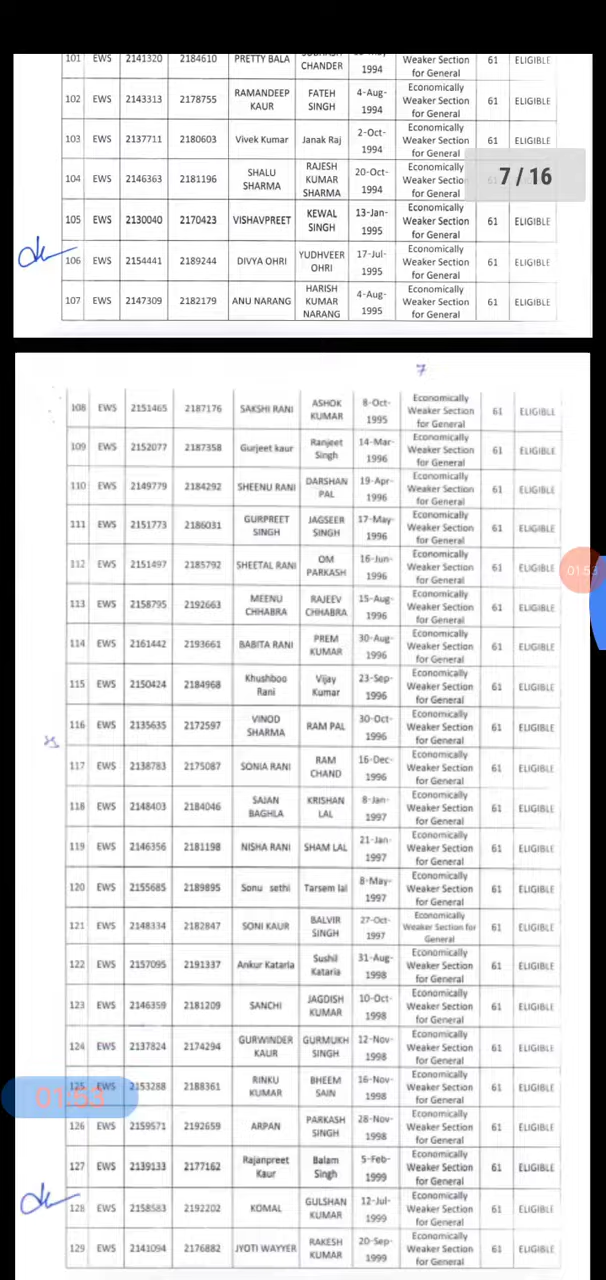 101 EWS 2141320 2184610 PRETTY BALA CHANDER 1994 Economically Weaker Section for General 61 ELIGIBLE
102 EWS 2143313 2178755 RAMANDEEP KAUR FATEH SINGH 4-Aug-1994 Economically Weaker Section for General 61 ELIGIBLE
103 EWS 2137711 2180603 Vivek Kumar Janak Raj 2-Oct-1994 Economically Weaker Section for General 61 ELIGIBLE
7 / 16
104 EWS 2146363 2181196 SHALU SHARMA RAJESH KUMAR SHARMA 20-Oct-1994 Economically Weaker Section for General
105 EWS 2130040 2170423 VISHAVPREET KEWAL SINGH 13-Jan-1995 Economically Weaker Section for General 61 ELIGIBLE
106 EWS 2154441 2189244 DIVYA OHRI YUDHVEER OHRI 17-Jul-1995 Economically Weaker Section for General 61 ELIGIBLE
107 EWS 2147309 2182179 ANU NARANG HARISH KUMAR NARANG 4-Aug-1995 Economically Weaker Section for General 61 ELIGIBLE
7
108 EWS 2151465 2187176 SAKSHI RANI ASHOK KUMAR 8-Oct-1995 Economically Weaker Section for General 61 ELIGIBLE
109 EWS 2152077 2187358 Gurjeet kaur Ranjeet Singh 14-Mar-1996 Economically Weaker Section for General 61 ELIGIBLE
110 EWS 2149779 2184292 SHEENU RANI DARSHAN PAL 19-Apr-1996 Economically Weaker Section for General 61 ELIGIBLE
111 EWS 2151773 2186031 GURPREET SINGH JAGSEER SINGH 17-May-1996 Economically Weaker Section for General 61 ELIGIBLE
112 EWS 2151497 2185792 SHEETAL RANI OM PARKASH 16-Jun-1996 Economically Weaker Section for General 61 ELIGIBLE
01:53
113 EWS 2158795 2192663 MEENU CHHABRA RAJEEV CHHABRA 15-Aug-1996 Economically Weaker Section for General 61 ELIGIBLE
114 EWS 2161442 2193661 BABITA RANI PREM KUMAR 30-Aug-1996 Economically Weaker Section for General 61 ELIGIBLE
115 EWS 2150424 2184968 Khushboo Rani Vijay Kumar 23-Sep-1996 Economically Weaker Section for General 61 ELIGIBLE
116 EWS 2135635 2172597 VINOD SHARMA RAM PAL 30-Oct-1996 Economically Weaker Section for General 61 ELIGIBLE
117 EWS 2138783 2175087 SONIA RANI RAM CHAND 16-Dec-1996 Economically Weaker Section for General 61 ELIGIBLE
118 EWS 2148403 2184046 SAJAN BAGHLA KRISHAN LAL 8-Jan-1997 Economically Weaker Section for General 61 ELIGIBLE
119 EWS 2146356 2181198 NISHA RANI SHAM LAL 21-Jan-1997 Economically Weaker Section for General 61 ELIGIBLE
120 EWS 2155685 2189895 Sonu sethi Tarsem lal 8-May-1997 Economically Weaker Section for General 61 ELIGIBLE
121 EWS 2148334 2182847 SONI KAUR BALVIR SINGH 27-Oct-1997 Economically Weaker Section for General 61 ELIGIBLE
122 EWS 2157095 2191337 Ankur Kataria Sushil Kataria 31-Aug-1998 Economically Weaker Section for General 61 ELIGIBLE
123 EWS 2146359 2181209 SANCHI JAGDISH KUMAR 10-Oct-1998 Economically Weaker Section for General 61 ELIGIBLE
124 EWS 2137824 2174294 GURWINDER KAUR GURMUKH SINGH 12-Nov-1998 Economically Weaker Section for General 61 ELIGIBLE
125 EWS 2153288 2188361 RINKU KUMAR BHEEM SAIN 16-Nov-1998 Economically Weaker Section for General 61 ELIGIBLE
01:53
126 EWS 2159571 2192659 ARPAN PARKASH SINGH 28-Nov-1998 Economically Weaker Section for General 61 ELIGIBLE
127 EWS 2139133 2177162 Rajanpreet Kaur Balam Singh 5-Feb-1999 Economically Weaker Section for General 61 ELIGIBLE
128 EWS 2158583 2192202 KOMAL GULSHAN KUMAR 12-Jul-1999 Economically Weaker Section for General 61 ELIGIBLE
129 EWS 2141094 2176882 JYOTI WAYYER RAKESH KUMAR 20-Sep-1999 Economically Weaker Section for General 61 ELIGIBLE